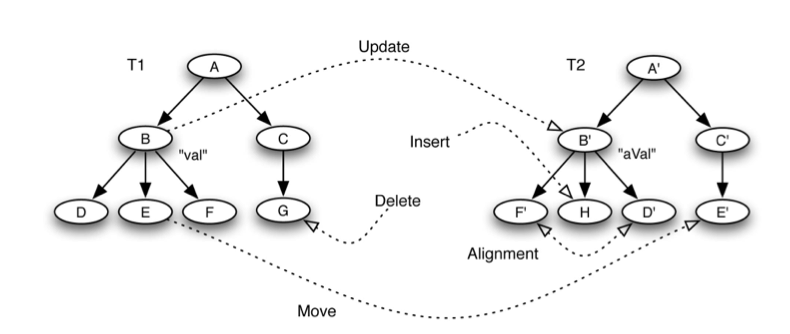 Update
T1
A
T2
A'
B
"val"
C
Insert
B'
"aVal"
C'
D
E
F
G
Delete
F'
H
D'
E'
Alignment
Move